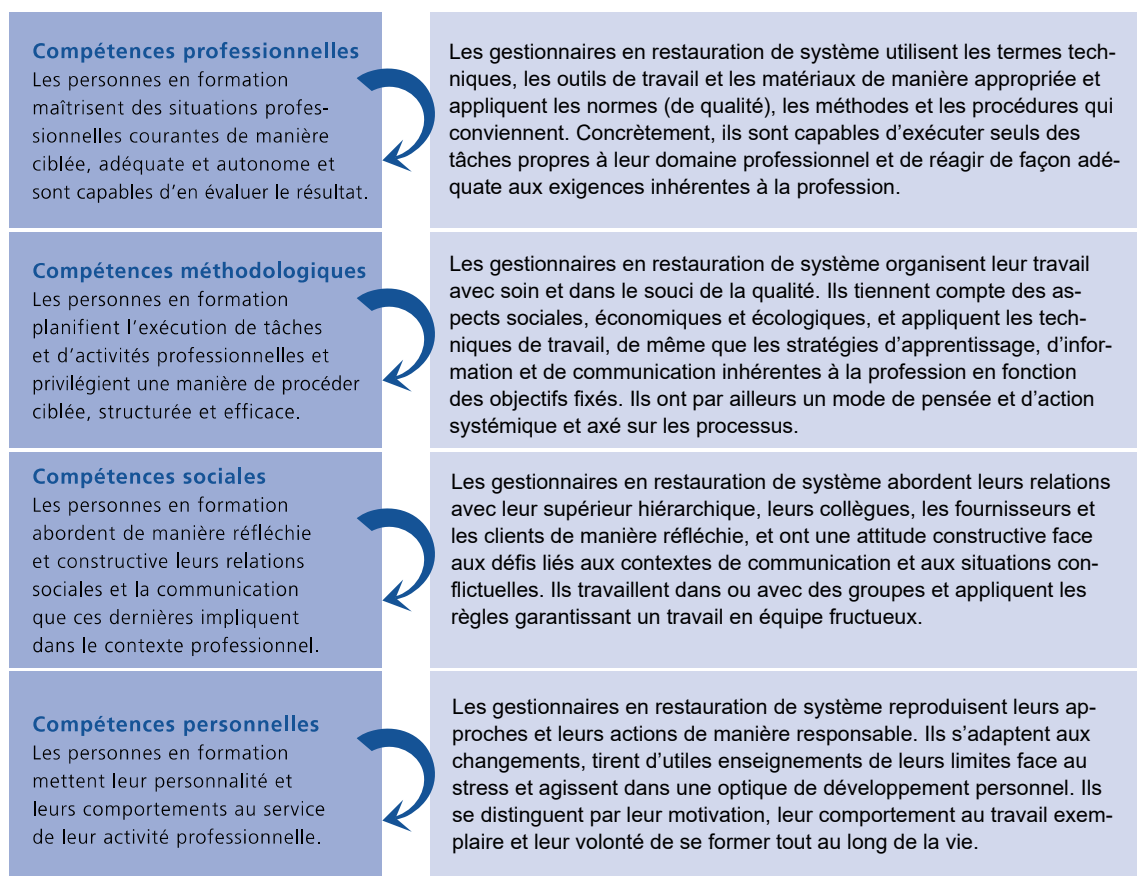 Compétences professionnelles
Les personnes en formation
maîtrisent des situations profes-
sionnelles courantes de manière
ciblée, adéquate et autonome et
sont capables d'en évaluer le résultat.
Les gestionnaires en restauration de système utilisent les termes tech-
niques, les outils de travail et les matériaux de manière appropriée et
appliquent les normes (de qualité), les méthodes et les procédures qui
conviennent. Concrètement, ils sont capables d'exécuter seuls des
tâches propres à leur domaine professionnel et de réagir de façon adé-
quate aux exigences inhérentes à la profession.
Compétences méthodologiques
Les personnes en formation
planifient l'exécution de tâches
et d'activités professionnelles et
privilégient une manière de procéder
ciblée, structurée et efficace.
Les gestionnaires en restauration de système organisent leur travail
avec soin et dans le souci de la qualité. Ils tiennent compte des as-
pects sociales, économiques et écologiques, et appliquent les tech-
niques de travail, de même que les stratégies d'apprentissage, d'infor-
mation et de communication inhérentes à la profession en fonction
des objectifs fixés. Ils ont par ailleurs un mode de pensée et d'action
systémique et axé sur les processus.
Compétences sociales
Les personnes en formation
abordent de manière réfléchie
et constructive leurs relations
sociales et la communication
que ces dernières impliquent
dans le contexte professionnel.
Les gestionnaires en restauration de système abordent leurs relations
avec leur supérieur hiérarchique, leurs collègues, les fournisseurs et
les clients de manière réfléchie, et ont une attitude constructive face
aux défis liés aux contextes de communication et aux situations con-
flictuelles. Ils travaillent dans ou avec des groupes et appliquent les
règles garantissant un travail en équipe fructueux.
Compétences personnelles
Les personnes en formation
mettent leur personnalité et
leurs comportements au service
de leur activité professionnelle.
Les gestionnaires en restauration de système reproduisent leurs ap-
proches et leurs actions de manière responsable. Ils s'adaptent aux
changements, tirent d'utiles enseignements de leurs limites face au
stress et agissent dans une optique de développement personnel. Ils
se distinguent par leur motivation, leur comportement au travail exem-
plaire et leur volonté de se former tout au long de la vie.